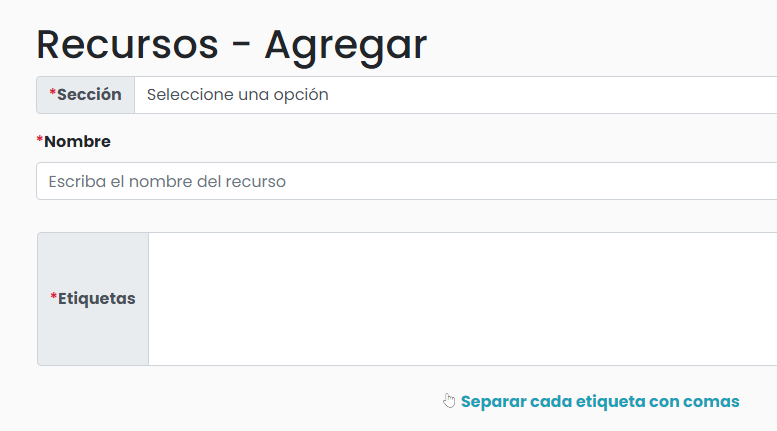 Recursos - Agregar
*Sección Seleccione una opción
*Nombre
Escriba el nombre del recurso
*Etiquetas
Separar cada etiqueta con comas